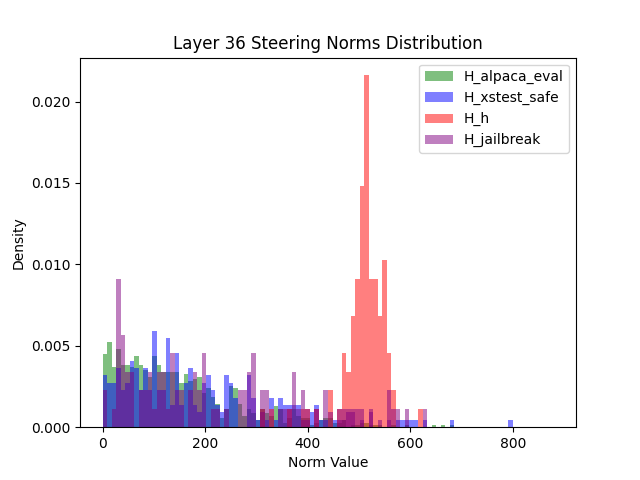 Layer 36 Steering Norms Distribution
H_alpaca_eval
H_xstest_safe
H_h
H_jailbreak
0.020
0.015
0.010
0.005
0.000
Density
0
200
400
600
800
Norm Value